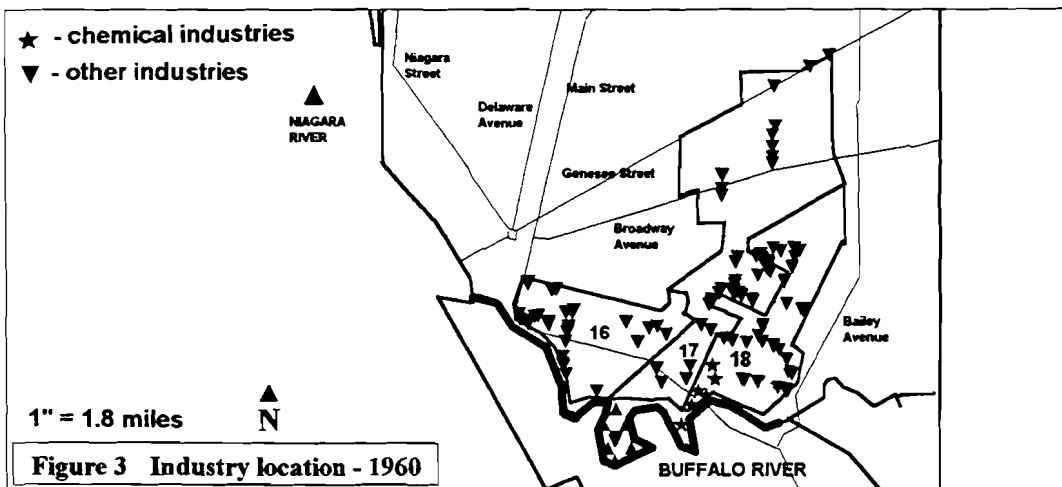 - chemical industries
- other industries
NIAGARA
RIVER
Niagara
Street
Delaware
Avenue
Main Street
Genesee Street
Broadway
Avenue
Bailey
Avenue
16
17
18
1" = 1.8 miles
N
Figure 3 Industry location - 1960
BUFFALO RIVER